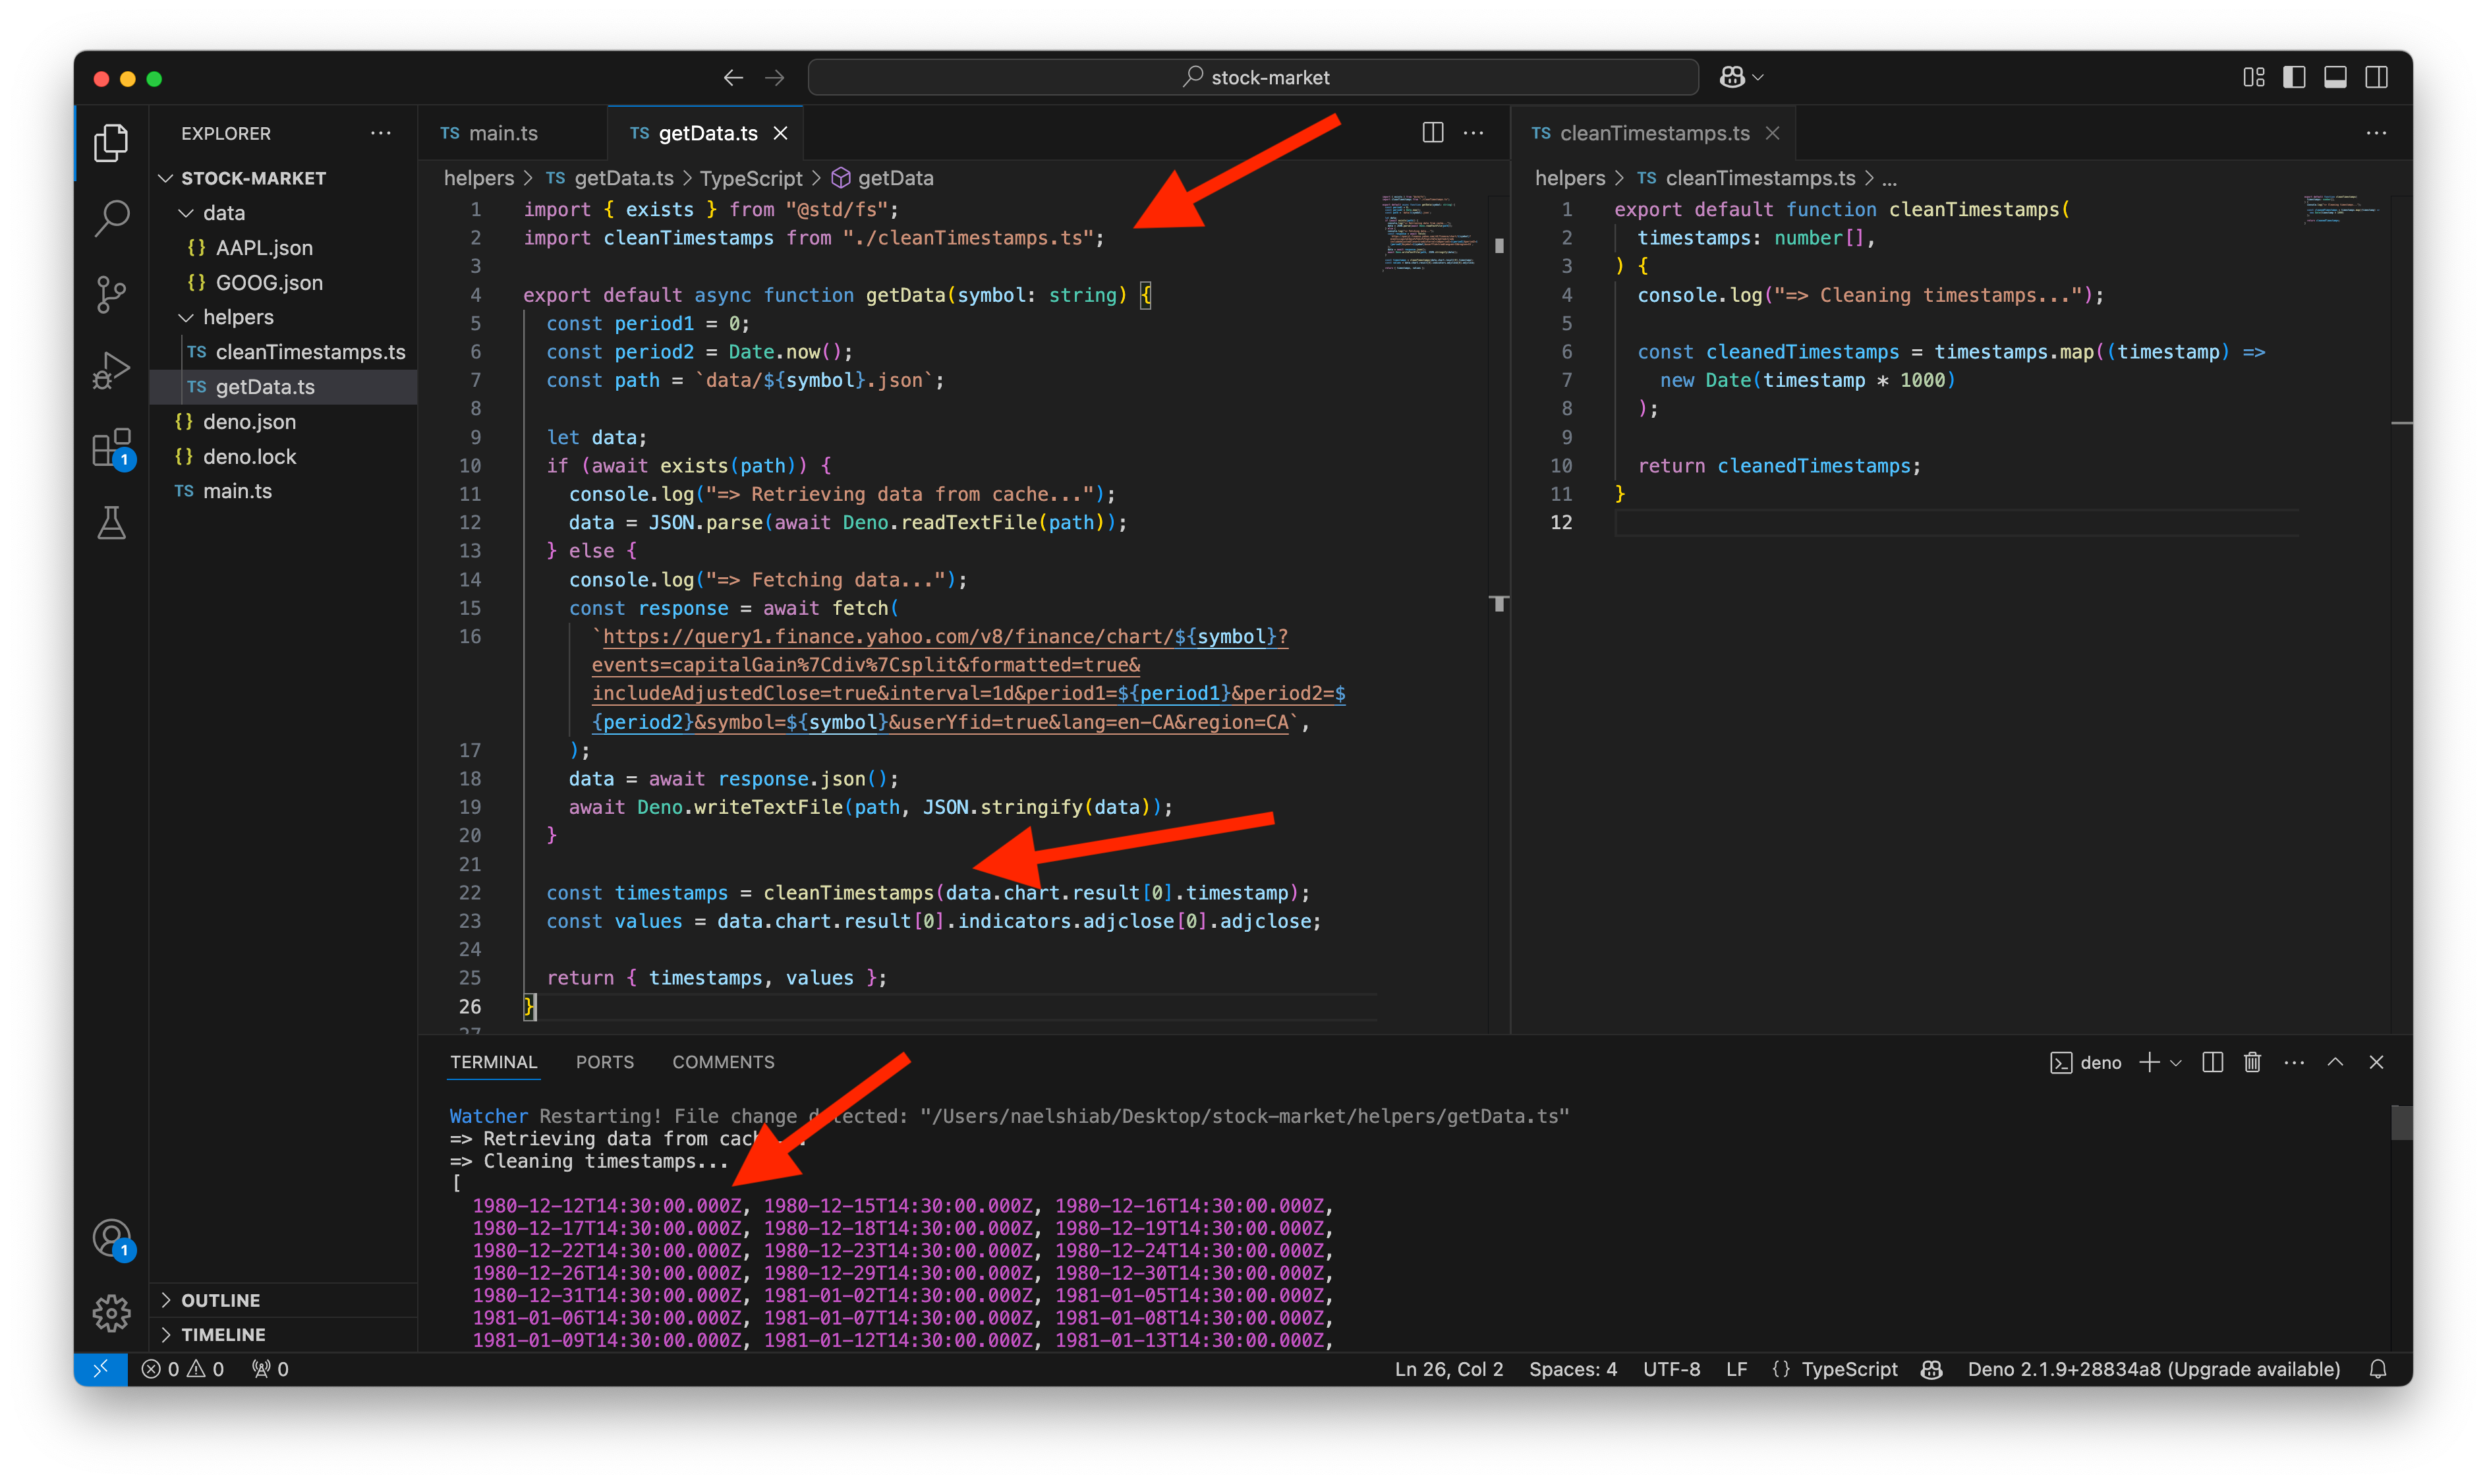 stock-market
EXPLORER
STOCK-MARKET
data
{} AAPL.json
{} GOOG.json
helpers
TS cleanTimestamps.ts
TS getData.ts
{} deno.json
{} deno.lock
TS main.ts
OUTLINE
TIMELINE
1
1
TS main.ts
TS getData.ts
helpers > TS getData.ts > TypeScript > getData
1 import { exists } from "@std/fs";
2 import cleanTimestamps from "./cleanTimestamps.ts";
3
4 export default async function getData(symbol: string) {
5 const period1 = 0;
6 const period2 = Date.now();
7 const path = `data/${symbol}.json`;
8
9 let data;
10 if (await exists(path)) {
11 console.log("=> Retrieving data from cache...");
12 data = JSON.parse(await Deno.readTextFile(path));
13 } else {
14 console.log("=> Fetching data...");
15 const response = await fetch(
16 `https://query1.finance.yahoo.com/v8/finance/chart/${symbol}?
events=capitalGain%7Cdiv%7Csplit&formatted=true&
includeAdjustedClose=true&interval=1d&period1=${period1}&period2=$
{period2}&symbol=${symbol}&userYfid=true&lang=en-CA&region=CA`,
17 );
18 data = await response.json();
19 await Deno.writeTextFile(path, JSON.stringify(data));
20 }
21
22 const timestamps = cleanTimestamps(data.chart.result[0].timestamp);
23 const values = data.chart.result[0].indicators.adjclose[0].adjclose;
24
25 return { timestamps, values };
26 }
27
TS cleanTimestamps.ts
helpers > TS cleanTimestamps.ts > ...
1 export default function cleanTimestamps(
2 timestamps: number[],
3 ) {
4 console.log("=> Cleaning timestamps...");
5
6 const cleanedTimestamps = timestamps.map((timestamp) =>
7 new Date(timestamp * 1000)
8 );
9
10 return cleanedTimestamps;
11 }
12
TERMINAL PORTS COMMENTS
deno
Watcher Restarting! File change detected: "/Users/naelshiab/Desktop/stock-market/helpers/getData.ts"
=> Retrieving data from cache...
=> Cleaning timestamps...
[
1980-12-12T14:30:00.000Z, 1980-12-15T14:30:00.000Z, 1980-12-16T14:30:00.000Z,
1980-12-17T14:30:00.000Z, 1980-12-18T14:30:00.000Z, 1980-12-19T14:30:00.000Z,
1980-12-22T14:30:00.000Z, 1980-12-23T14:30:00.000Z, 1980-12-24T14:30:00.000Z,
1980-12-26T14:30:00.000Z, 1980-12-29T14:30:00.000Z, 1980-12-30T14:30:00.000Z,
1980-12-31T14:30:00.000Z, 1981-01-02T14:30:00.000Z, 1981-01-05T14:30:00.000Z,
1981-01-06T14:30:00.000Z, 1981-01-07T14:30:00.000Z, 1981-01-08T14:30:00.000Z,
1981-01-09T14:30:00.000Z, 1981-01-12T14:30:00.000Z, 1981-01-13T14:30:00.000Z,
0 0 0
Ln 26, Col 2 Spaces: 4 UTF-8 LF {} TypeScript Deno 2.1.9+28834a8 (Upgrade available)